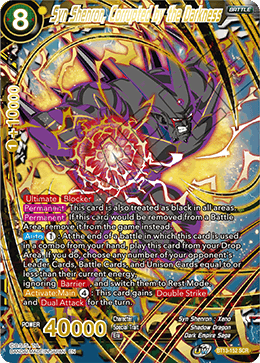 8
Syn Shenron, Corrupted by the Darkness
BATTLE
1 +10000
Ultimate Blocker
Permanent This card is also treated as black in all areas.
Permanent If this card would be removed from a Battle
Area, remove it from the game instead.
Auto 1 : At the end of a battle in which this card is used
in a combo from your hand, play this card from your Drop
Area. If you do, choose any number of your opponent's
Leader Cards, Battle Cards, and Unison Cards equal to or
less than their current energy,
ignoring Barrier, and switch them to Rest Mode.
Activate Main 4 : This card gains Double Strike
and Dual Attack for the turn.
POWER
40000
Character Syn Shenron : Xeno
Special Trait Shadow Dragon
Era Dark Empire Saga
BT13-152 SCR